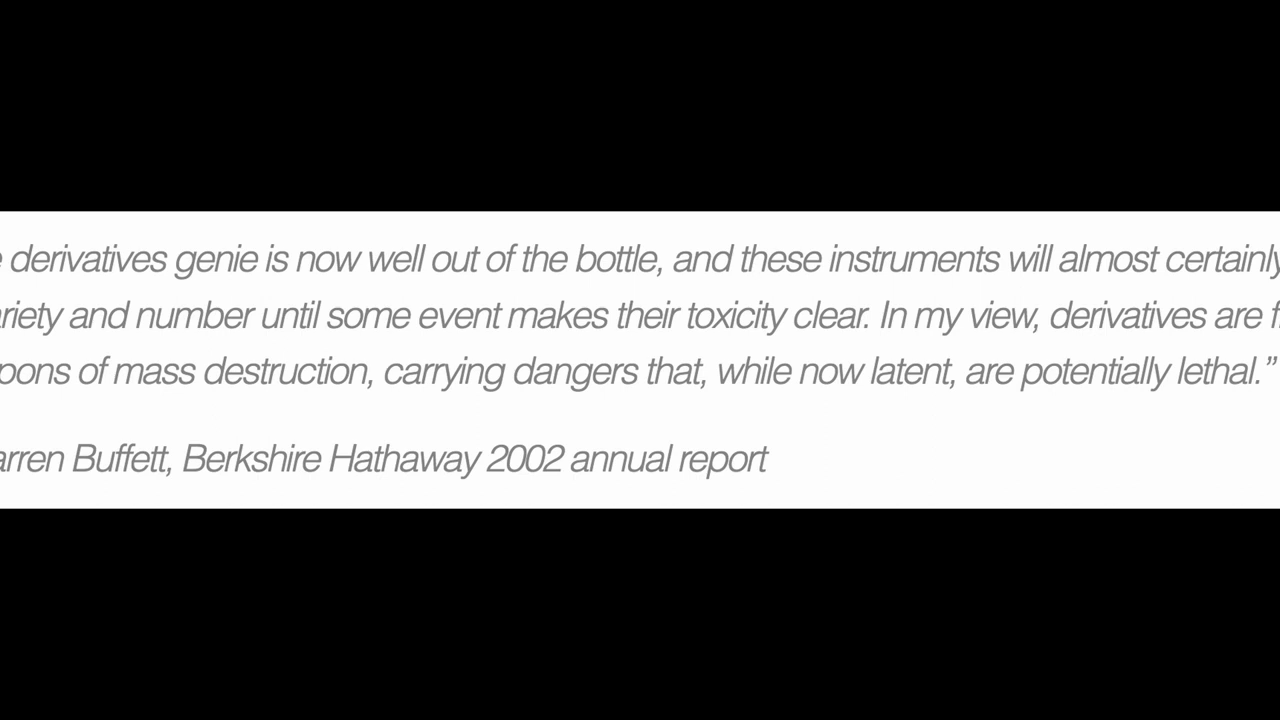 derivatives genie is now well out of the bottle, and these instruments will almost certainly
and number until some event makes their toxicity clear. In my view, derivatives are
of mass destruction, carrying dangers that, while now latent, are potentially lethal.”
Buffett, Berkshire Hathaway 2002 annual report